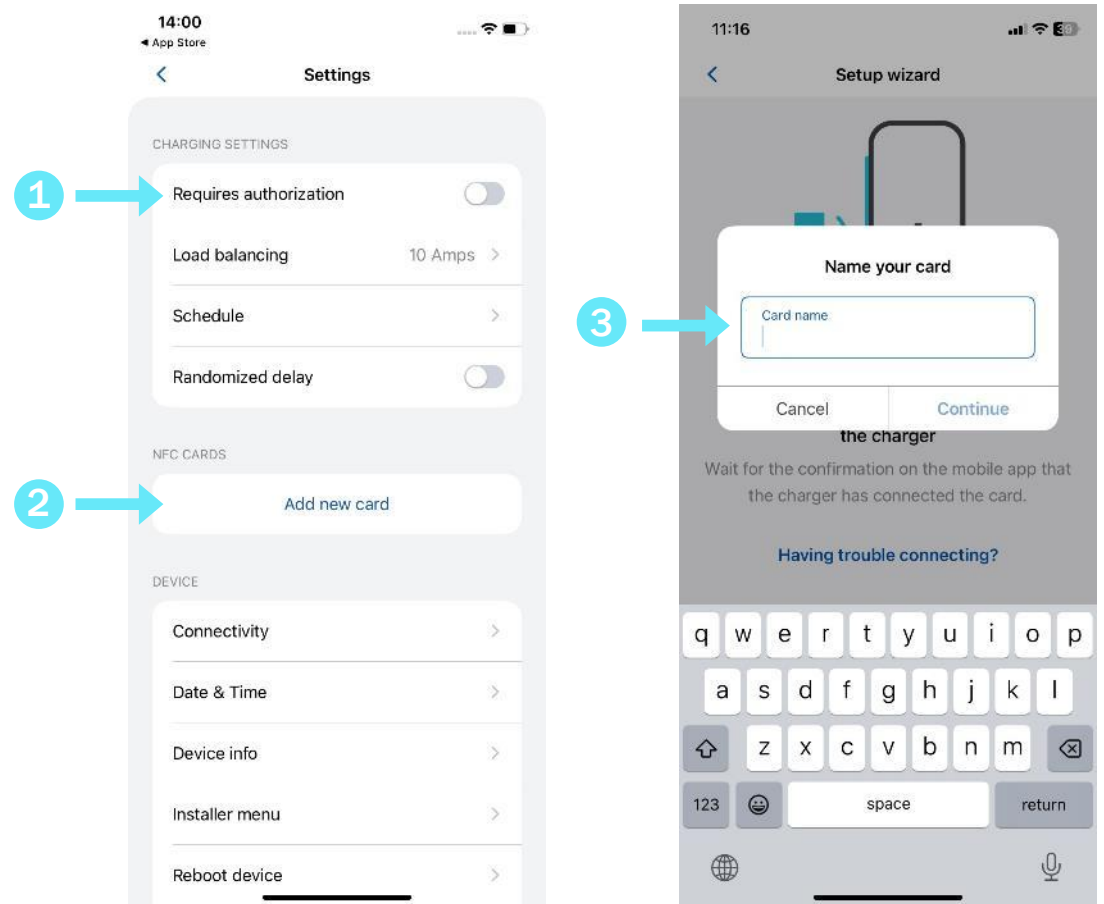 14:00
App Store
Settings
CHARGING SETTINGS
1
Requires authorization
Load balancing 10 Amps
Schedule
Randomized delay
NFC CARDS
2
Add new card
DEVICE
Connectivity
Date & Time
Device info
Installer menu
Reboot device
11:16
39
Setup wizard
Name your card
3
Card name
Cancel Continue
the charger
Wait for the confirmation on the mobile app that
the charger has connected the card.
Having trouble connecting?
q w e r t y u i o p
a s d f g h j k l
z x c v b n m
123 space return